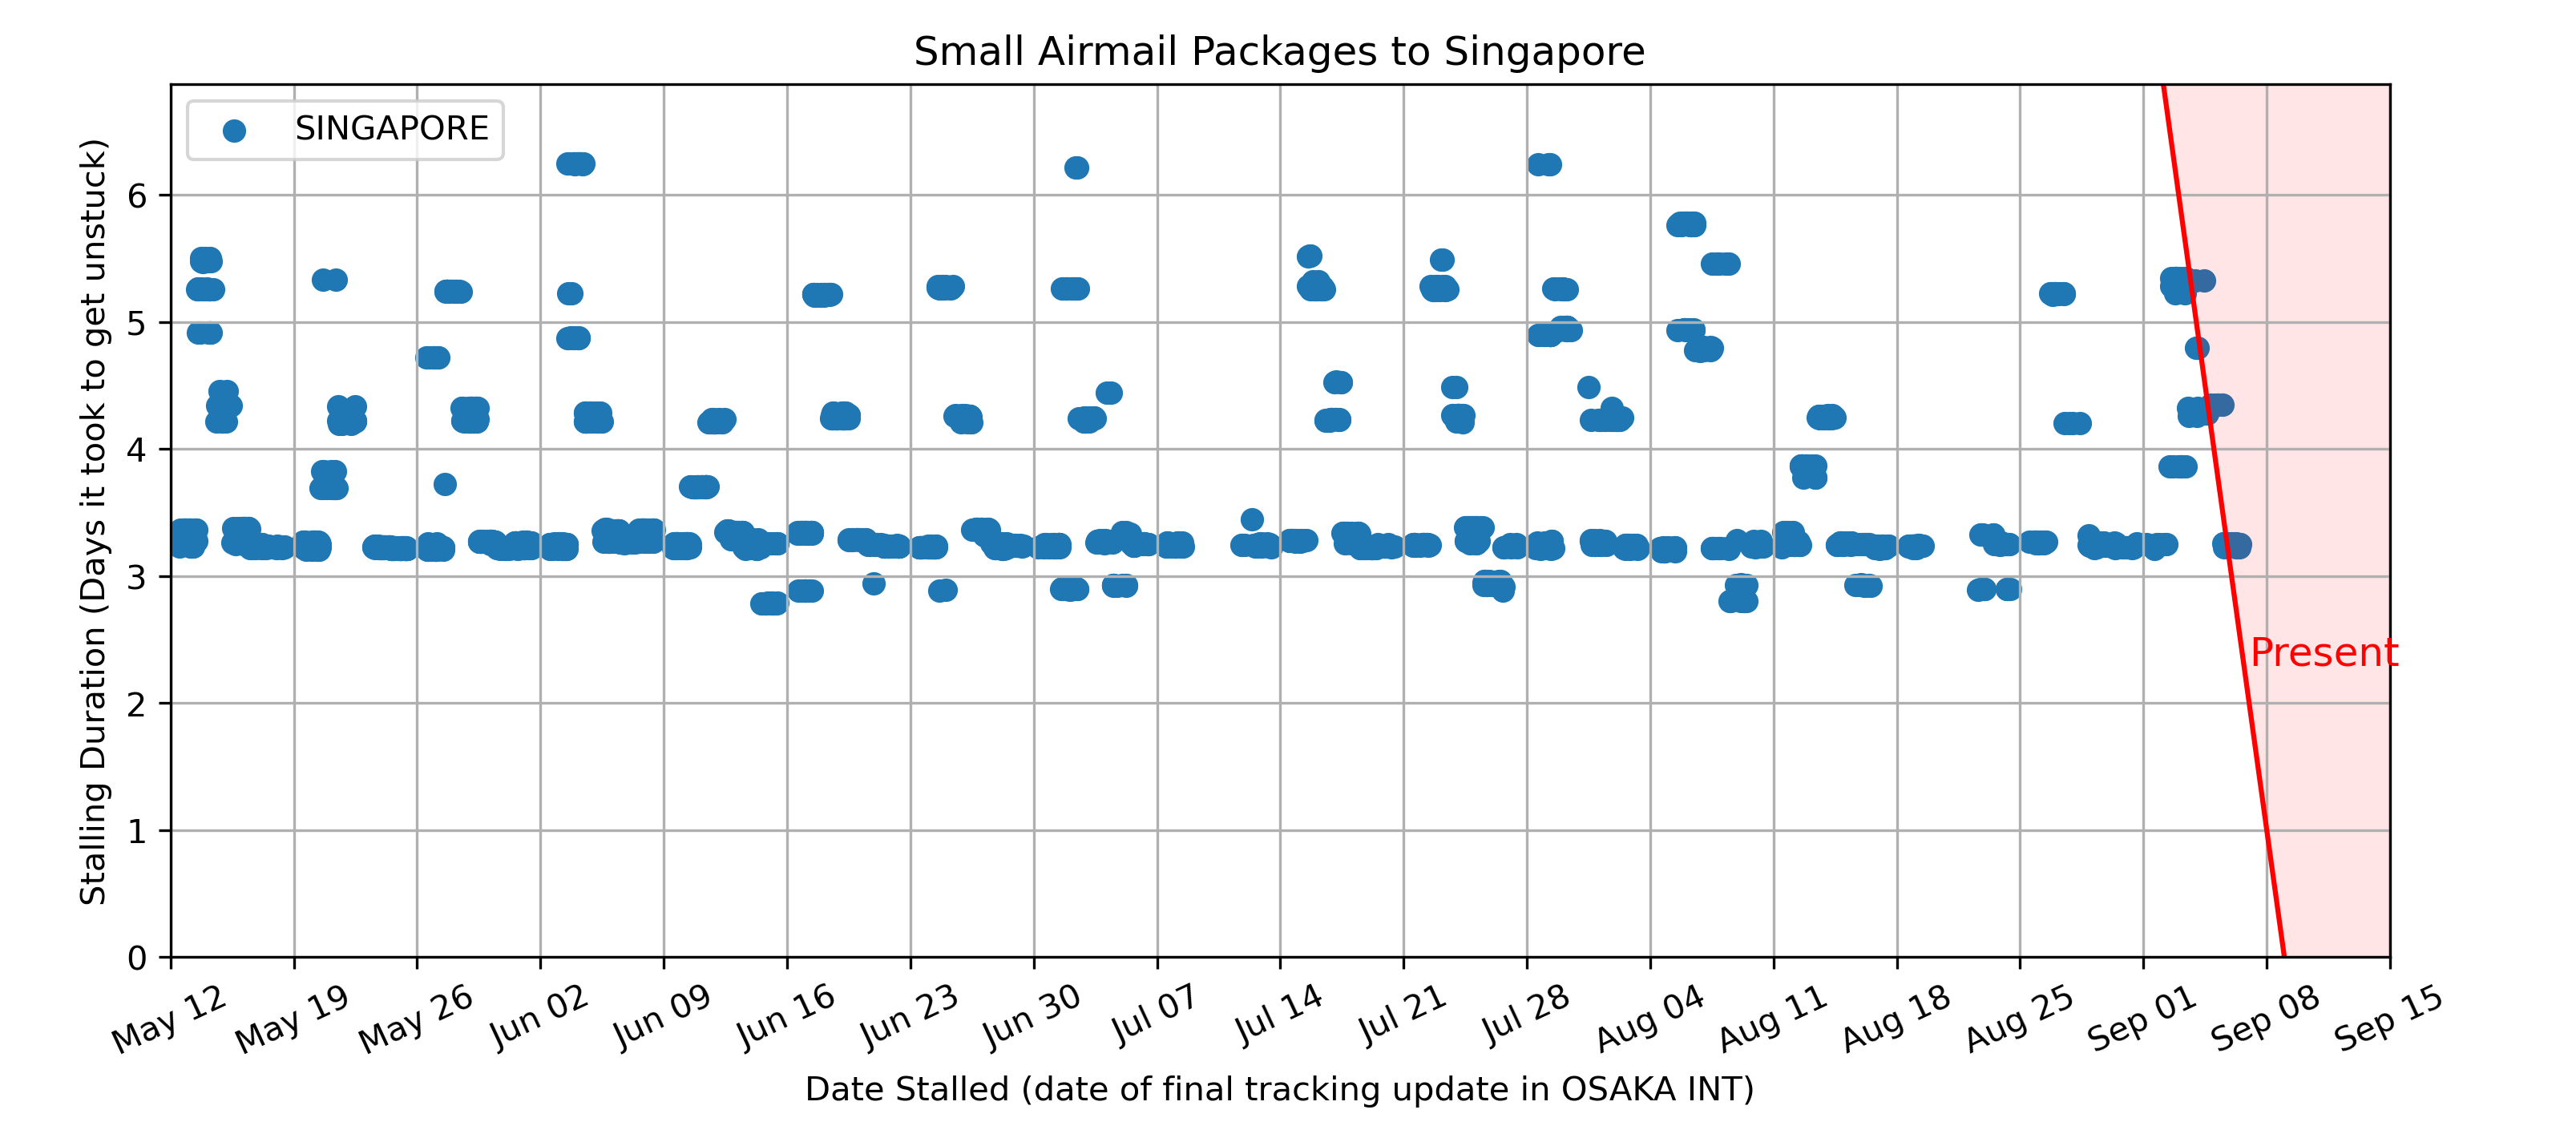 Small Airmail Packages to Singapore
SINGAPORE
Stalling Duration (Days it took to get unstuck)
6
5
4
3
2
1
0
Present
May 12
May 19
May 26
Jun 02
Jun 09
Jun 16
Jun 23
Jun 30
Jul 07
Jul 14
Jul 21
Jul 28
Aug 04
Aug 11
Aug 18
Aug 25
Sep 01
Sep 08
Sep 15
Date Stalled (date of final tracking update in OSAKA INT)